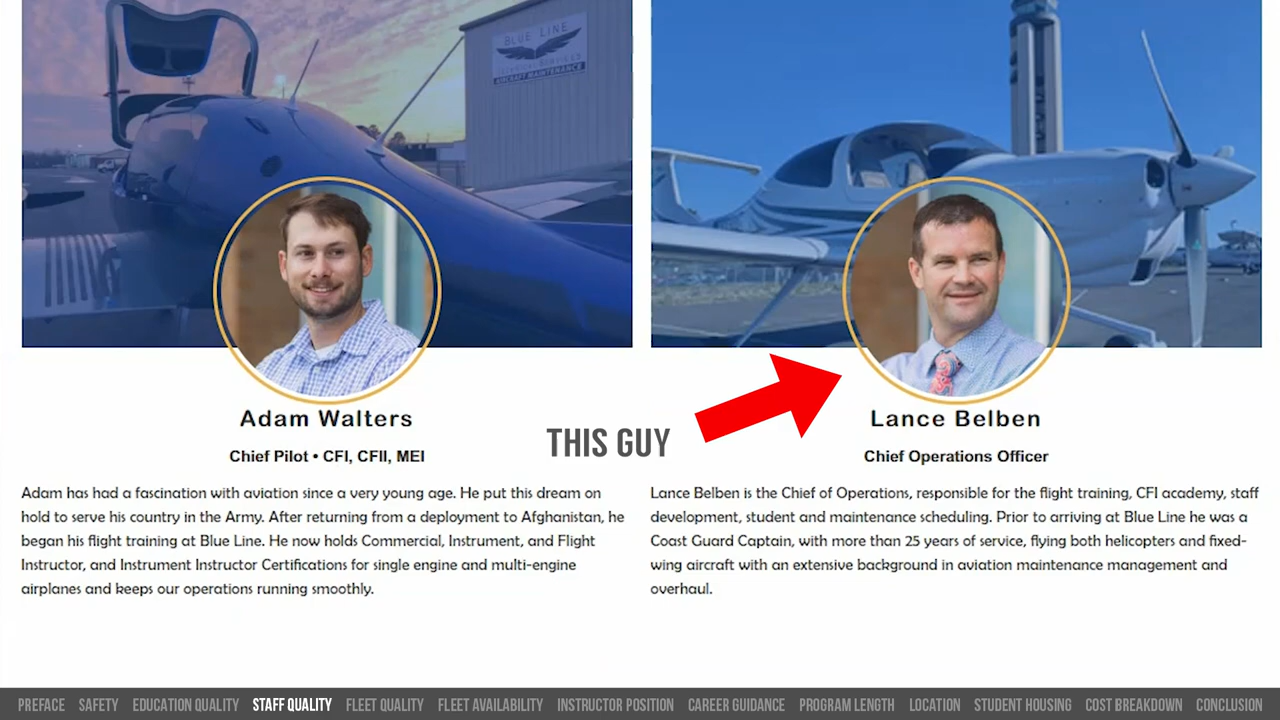 BLUE LINE
AIRCRAFT MAINTENANCE
Adam Walters
Chief Pilot • CFI, CFII, MEI
Adam has had a fascination with aviation since a very young age. He put this dream on
hold to serve his country in the Army. After returning from a deployment to Afghanistan, he
began his flight training at Blue Line. He now holds Commercial, Instrument, and Flight
Instructor, and Instrument Instructor Certifications for single engine and multi-engine
airplanes and keeps our operations running smoothly.
THIS GUY
Lance Belben
Chief Operations Officer
Lance Belben is the Chief of Operations, responsible for the flight training, CFI academy, staff
development, student and maintenance scheduling. Prior to arriving at Blue Line he was a
Coast Guard Captain, with more than 25 years of service, flying both helicopters and fixed-
wing aircraft with an extensive background in aviation maintenance management and
overhaul.
PREFACE SAFETY EDUCATION QUALITY STAFF QUALITY FLEET QUALITY FLEET AVAILABILITY INSTRUCTOR POSITION CAREER GUIDANCE PROGRAM LENGTH LOCATION STUDENT HOUSING COST BREAKDOWN CONCLUSION